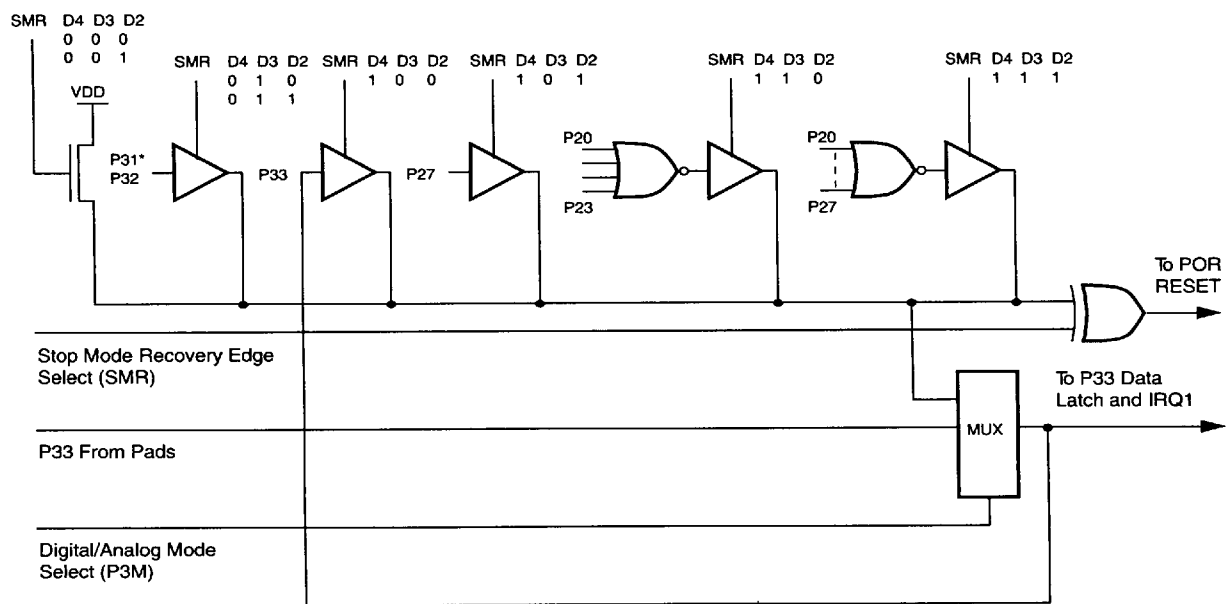 SMR D4 D3 D2
0 0 0
0 0 1
VDD
SMR D4 D3 D2
0 1 0
0 1 1
SMR D4 D3 D2
1 0 0
SMR D4 D3 D2
1 0 1
SMR D4 D3 D2
1 1 0
SMR D4 D3 D2
1 1 1
P31*
P32
P33
P27
P20
P23
P20
P27
To POR
RESET
Stop Mode Recovery Edge
Select (SMR)
To P33 Data
Latch and IRQ1
MUX
P33 From Pads
Digital/Analog Mode
Select (P3M)